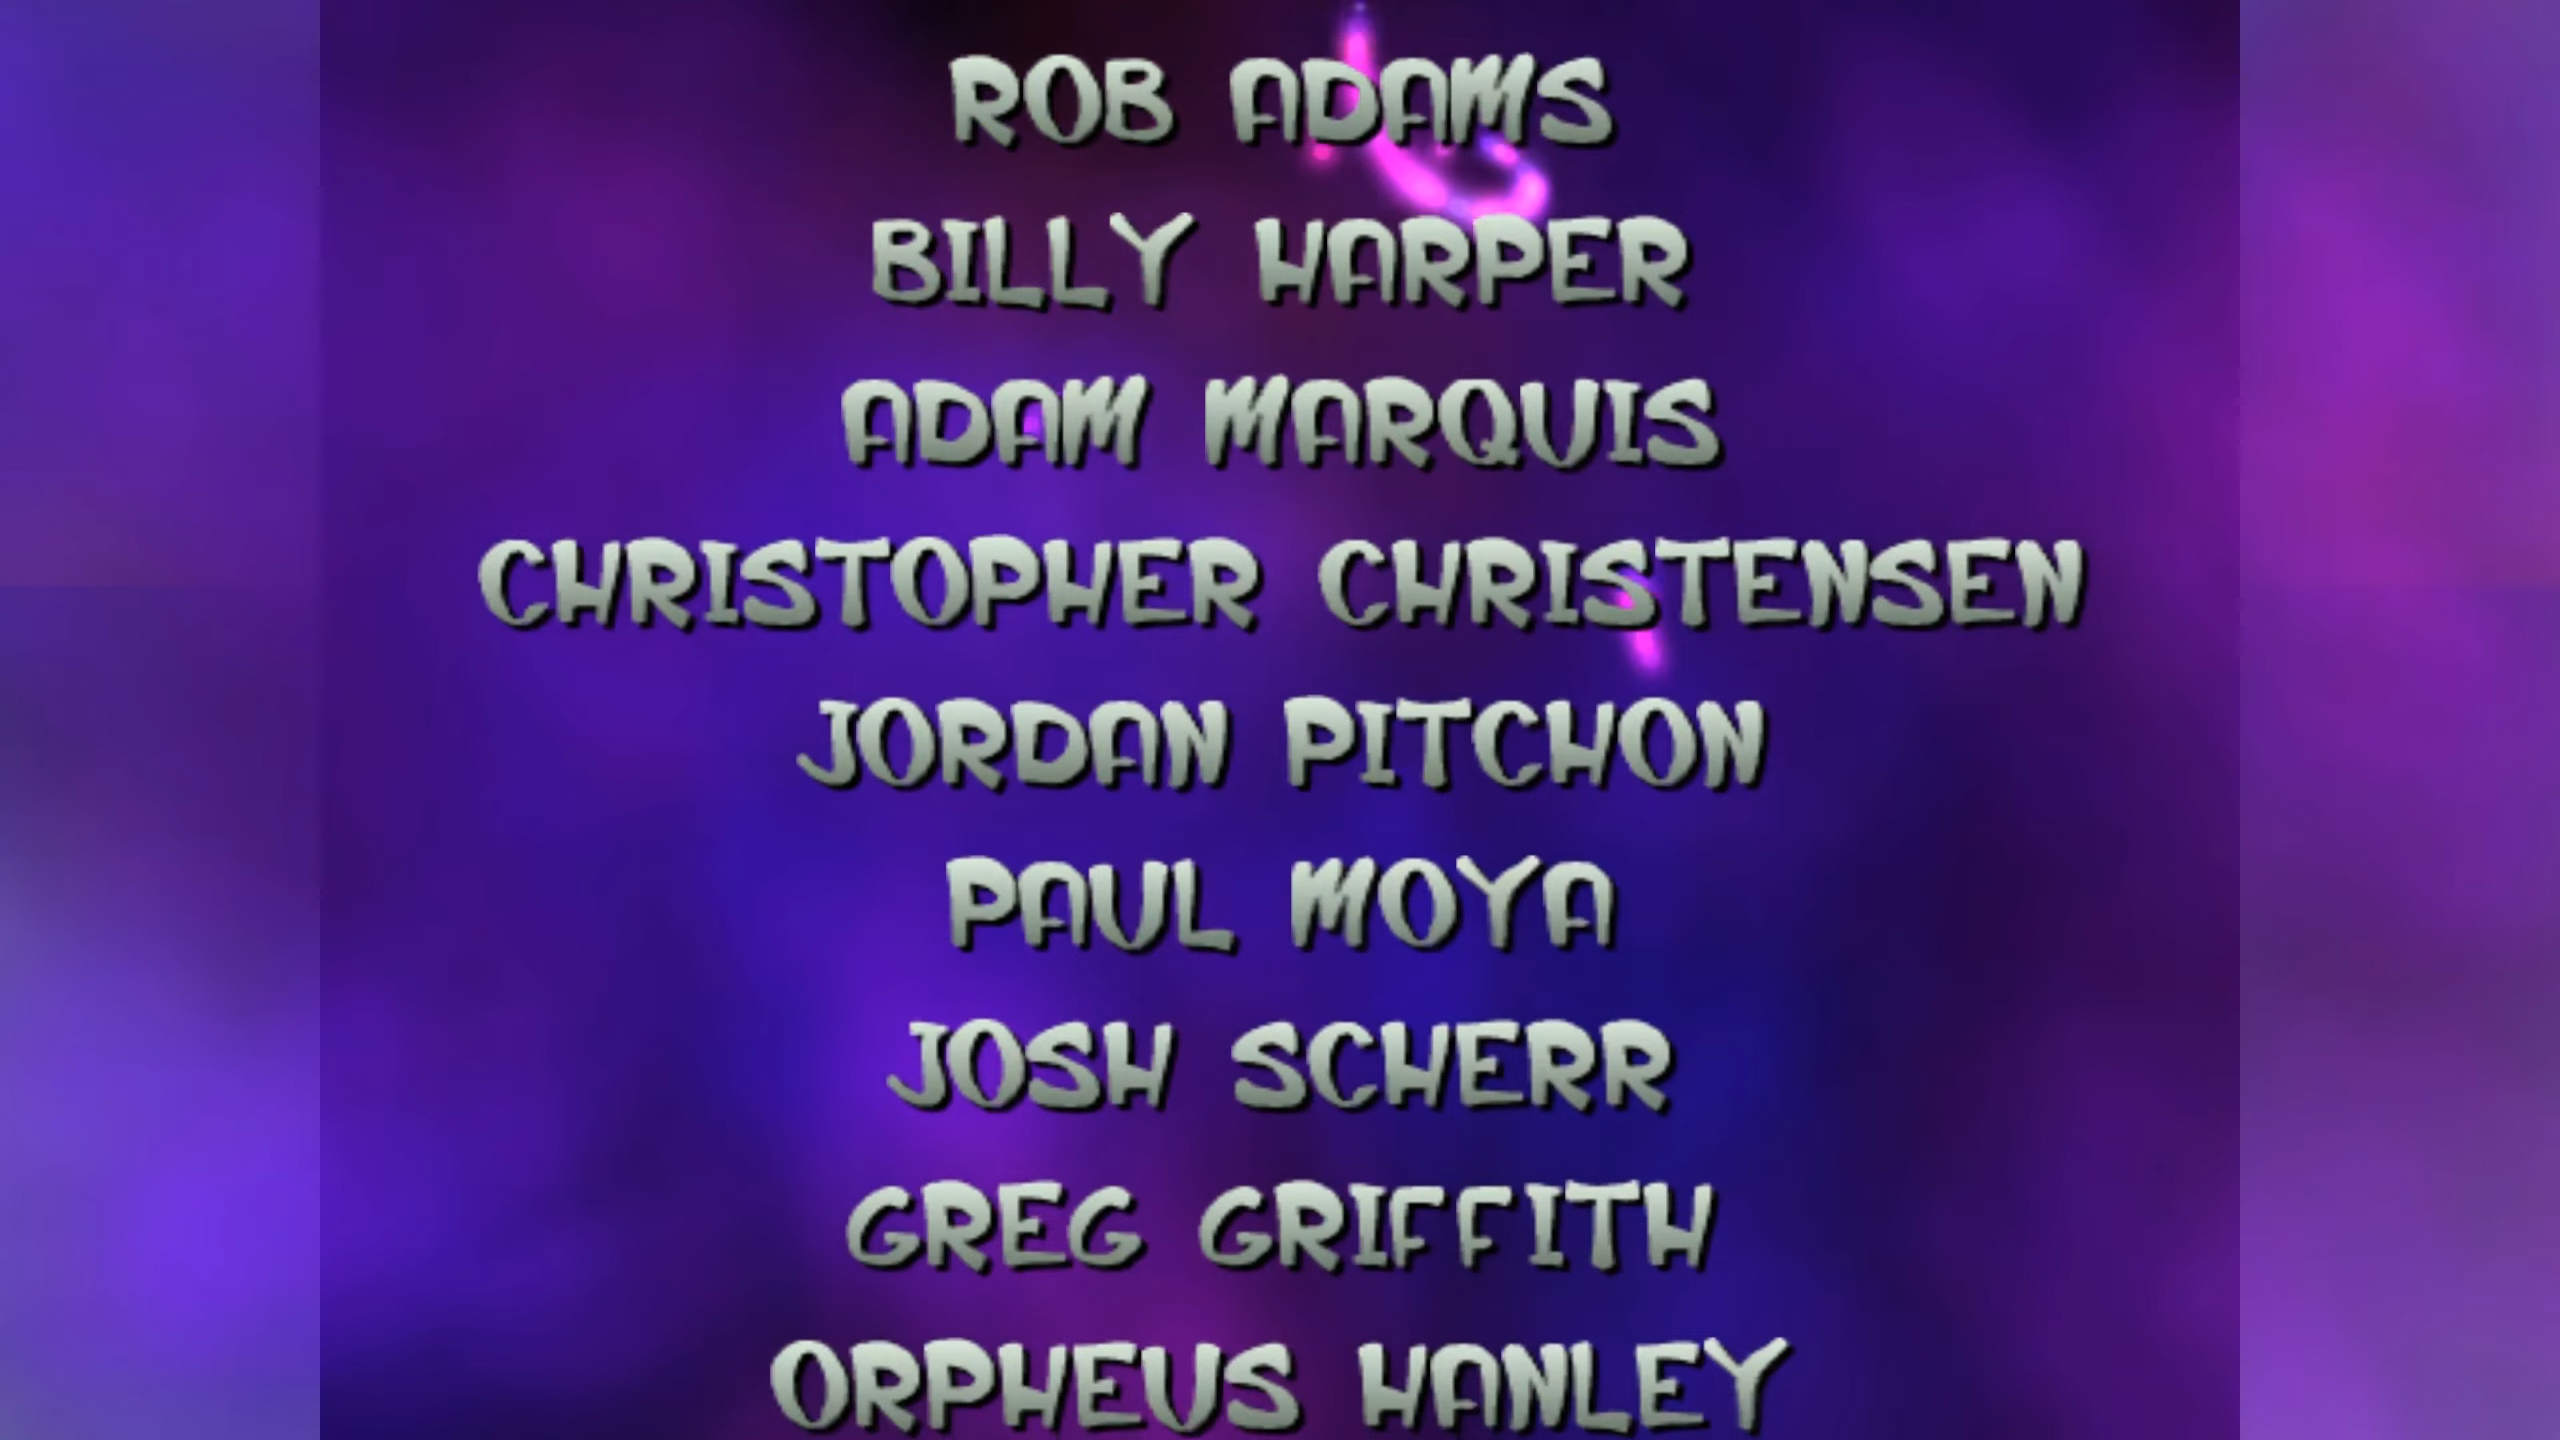 ROB ADAMS
BILLY HARPER
ADAM MARQUIS
CHRISTOPHER CHRISTENSEN
JORDAN PITCHON
PAUL MOYA
JOSH SCHERR
GREG GRIFFITH
ORPHEUS HANLEY